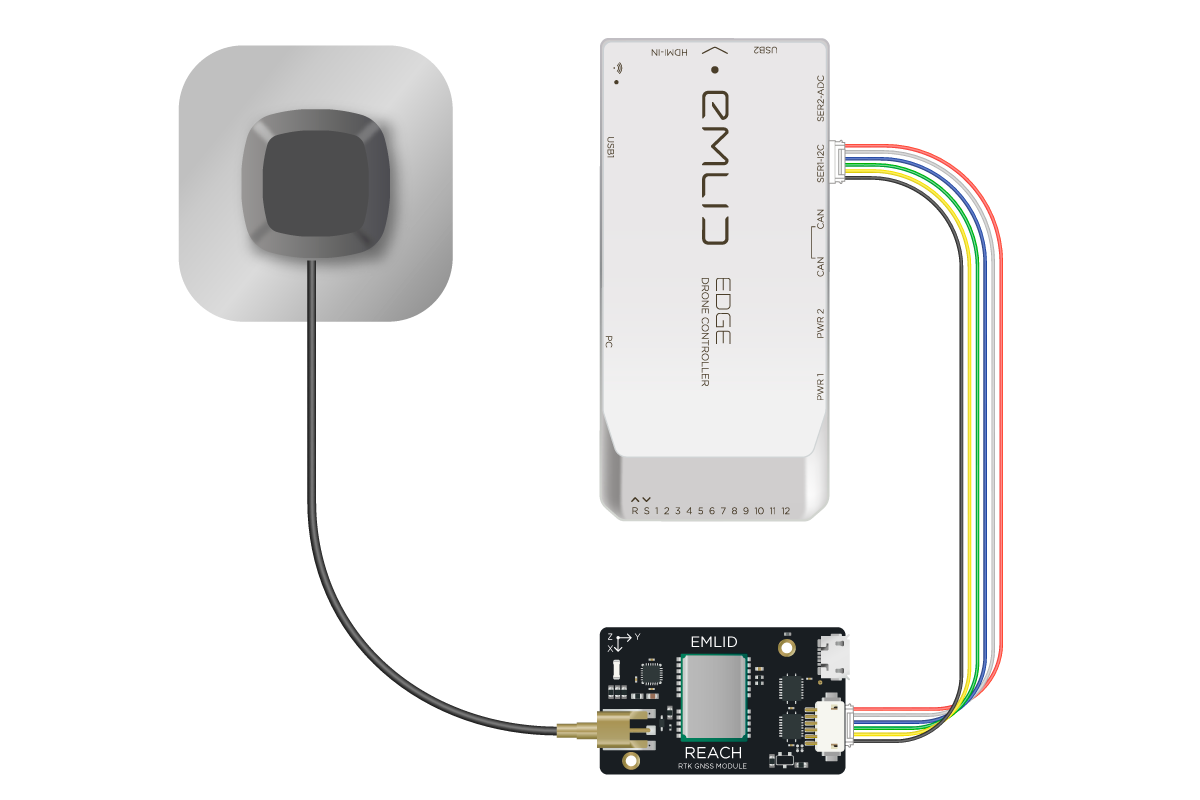 HDMI-IN
USB2
SER2-ADC
USB1
EMLID
SER1-I2C
CAN
CAN
EDGE
DRONE CONTROLLER
PWR 2
PC
PWR 1
R S 1 2 3 4 5 6 7 8 9 10 11 12
Z Y
X
EMLID
REACH
RTK GNSS MODULE